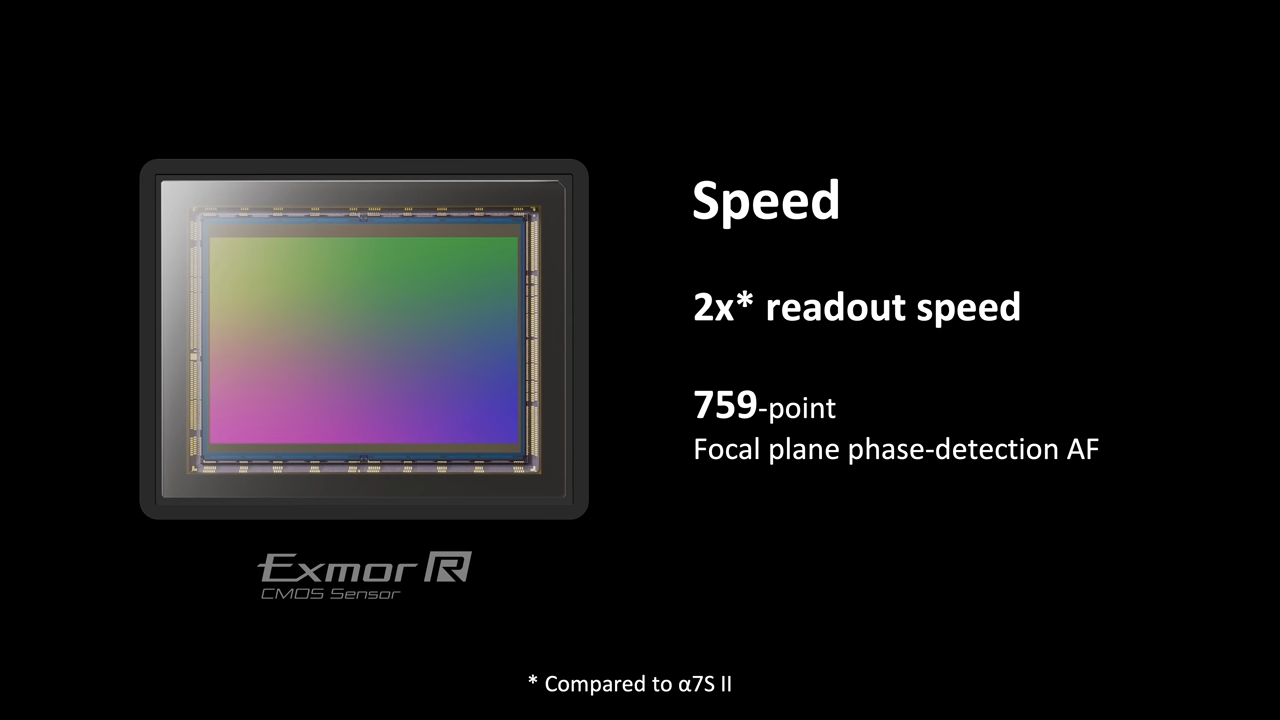 Speed
2x* readout speed
759-point
Focal plane phase-detection AF
Exmor R
CMOS Sensor
* Compared to α7S II